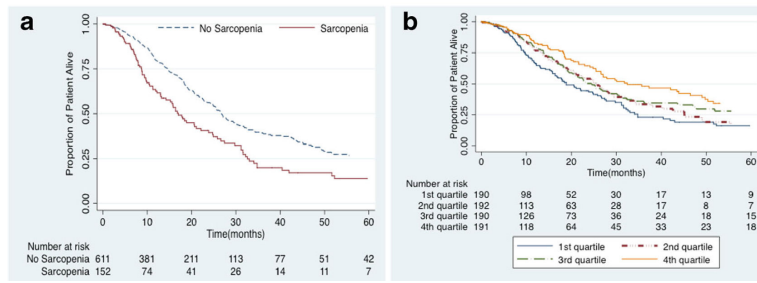 a
No Sarcopenia
Sarcopenia
Proportion of Patient Alive
1.00
0.75
0.50
0.25
0.00
0 10 20 30 40 50 60
Time(months)
Number at risk
No Sarcopenia 611 381 211 113 77 51 42
Sarcopenia 152 74 41 26 14 11 7
b
Proportion of Patient Alive
1.00
0.75
0.50
0.25
0.00
0 10 20 30 40 50 60
Time(months)
Number at risk
1st quartile 190 98 52 30 17 13 9
2nd quartile 192 113 63 28 17 8 7
3rd quartile 190 126 73 36 24 18 15
4th quartile 191 118 64 45 33 23 18
1st quartile 2nd quartile
3rd quartile 4th quartile